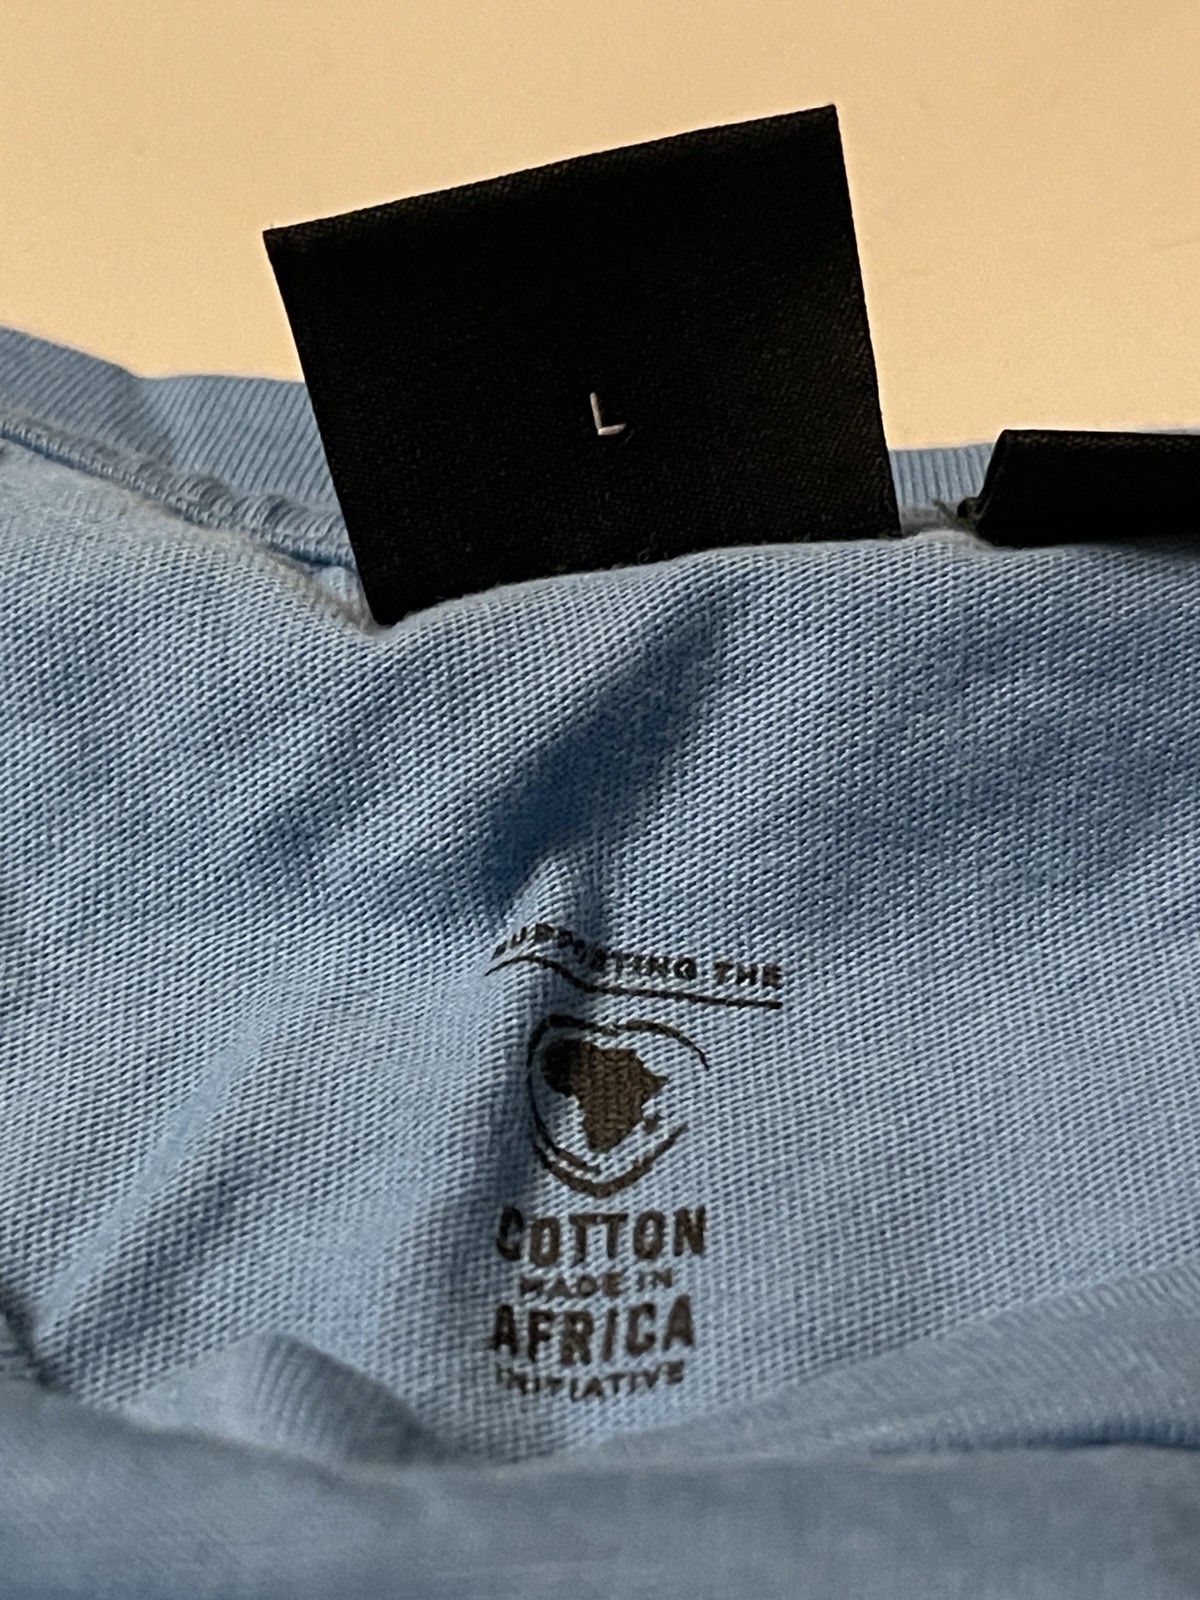 L
SUPPORTING THE
COTTON
MADE IN
AFRICA
INITIATIVE